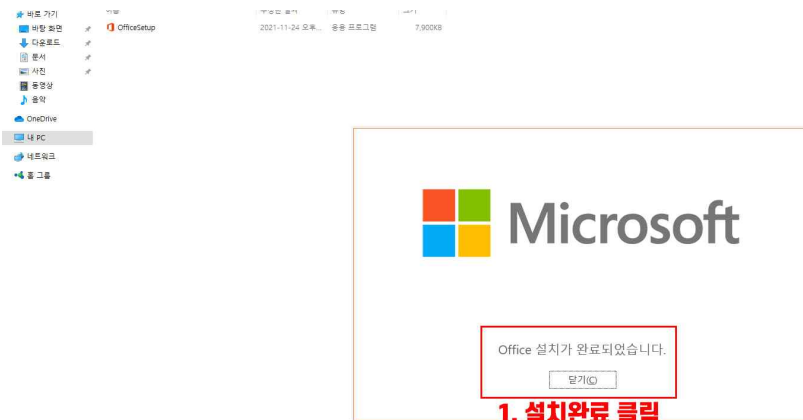 바로 가기
바탕 화면
OfficeSetup
2021-11-24 오후...
응용 프로그램
7,900KB
다운로드
문서
사진
동영상
음악
OneDrive
내 PC
네트워크
홈 그룹
Microsoft
Office 설치가 완료되었습니다.
닫기(C)
1. 설치완료 클릭